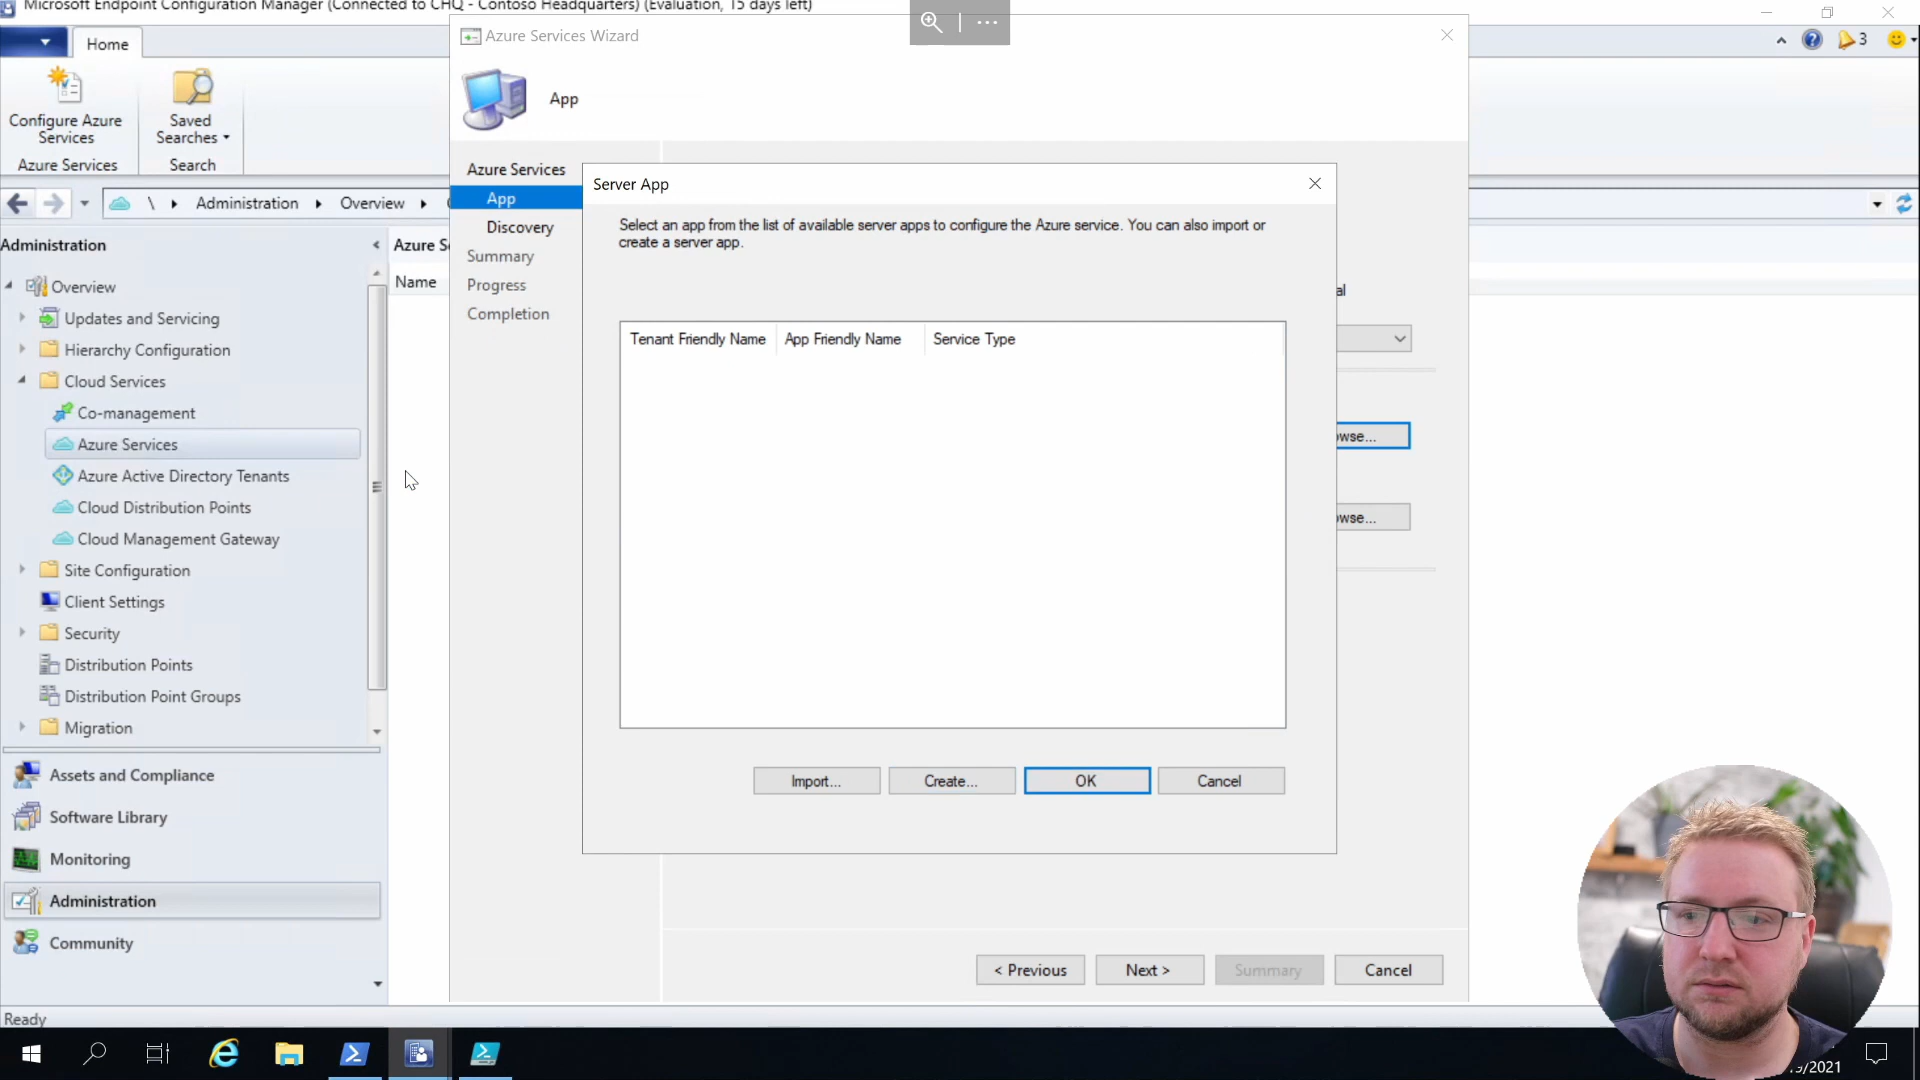 Microsoft Endpoint Configuration Manager (Connected to CHQ - Contoso Headquarters) (Evaluation, 15 days left)
Home
3
Configure Azure
Services
Azure Services
Saved
Searches
Search
\ Administration Overview
Administration
Overview
Updates and Servicing
Hierarchy Configuration
Cloud Services
Co-management
Azure Services
Azure Active Directory Tenants
Cloud Distribution Points
Cloud Management Gateway
Site Configuration
Client Settings
Security
Distribution Points
Distribution Point Groups
Migration
Assets and Compliance
Software Library
Monitoring
Administration
Community
Ready
Name
Azure Services Wizard
App
Azure Services
App
Discovery
Summary
Progress
Completion
Server App
Select an app from the list of available server apps to configure the Azure service. You can also import or
create a server app.
Tenant Friendly Name App Friendly Name Service Type
Import... Create... OK Cancel
< Previous Next > Summary Cancel